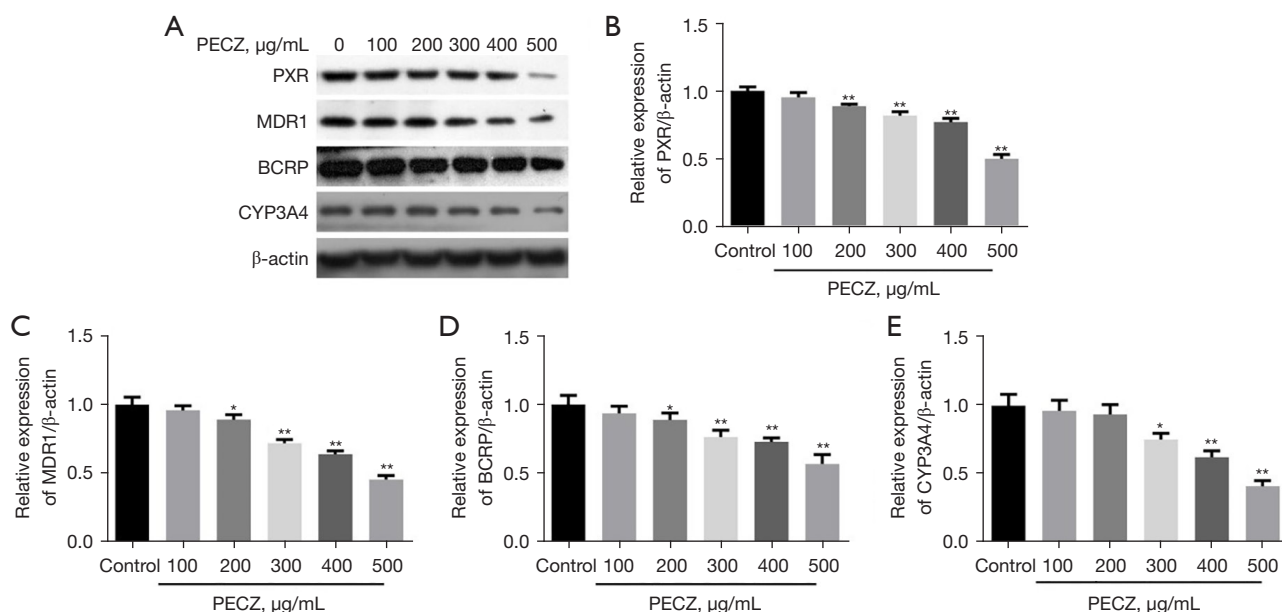 A
PECZ, µg/mL 0 100 200 300 400 500
PXR
MDR1
BCRP
CYP3A4
β-actin
B
Relative expression
of PXR/β-actin
1.5
1.0
0.5
0.0
** ** ** **
Control 100 200 300 400 500
PECZ, µg/mL
C
Relative expression
of MDR1/β-actin
1.5
1.0
0.5
0.0
* ** ** **
Control 100 200 300 400 500
PECZ, µg/mL
D
Relative expression
of BCRP/β-actin
1.5
1.0
0.5
0.0
* ** ** **
Control 100 200 300 400 500
PECZ, µg/mL
E
Relative expression
of CYP3A4/β-actin
1.5
1.0
0.5
0.0
* ** **
Control 100 200 300 400 500
PECZ, µg/mL